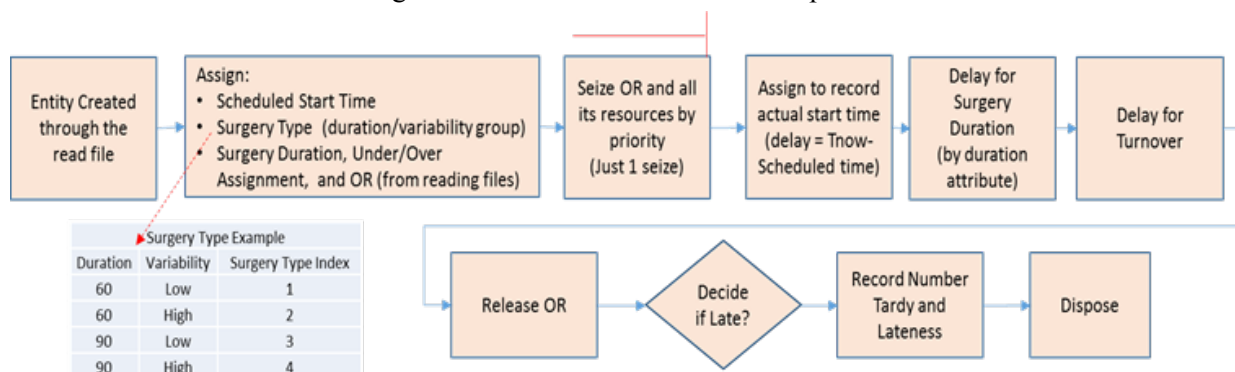 Entity Created
through the
read file
Assign:
• Scheduled Start Time
• Surgery Type (duration/variability group)
• Surgery Duration, Under/Over
Assignment, and OR (from reading files)
Seize OR and all
its resources by
priority
(Just 1 seize)
Assign to record
actual start time
(delay = Tnow-
Scheduled time)
Delay for
Surgery
Duration
(by duration
attribute)
Delay for
Turnover
Surgery Type Example
Duration Variability Surgery Type Index
60 Low 1
60 High 2
90 Low 3
90 High 4
Release OR
Decide
if Late?
Record Number
Tardy and
Lateness
Dispose